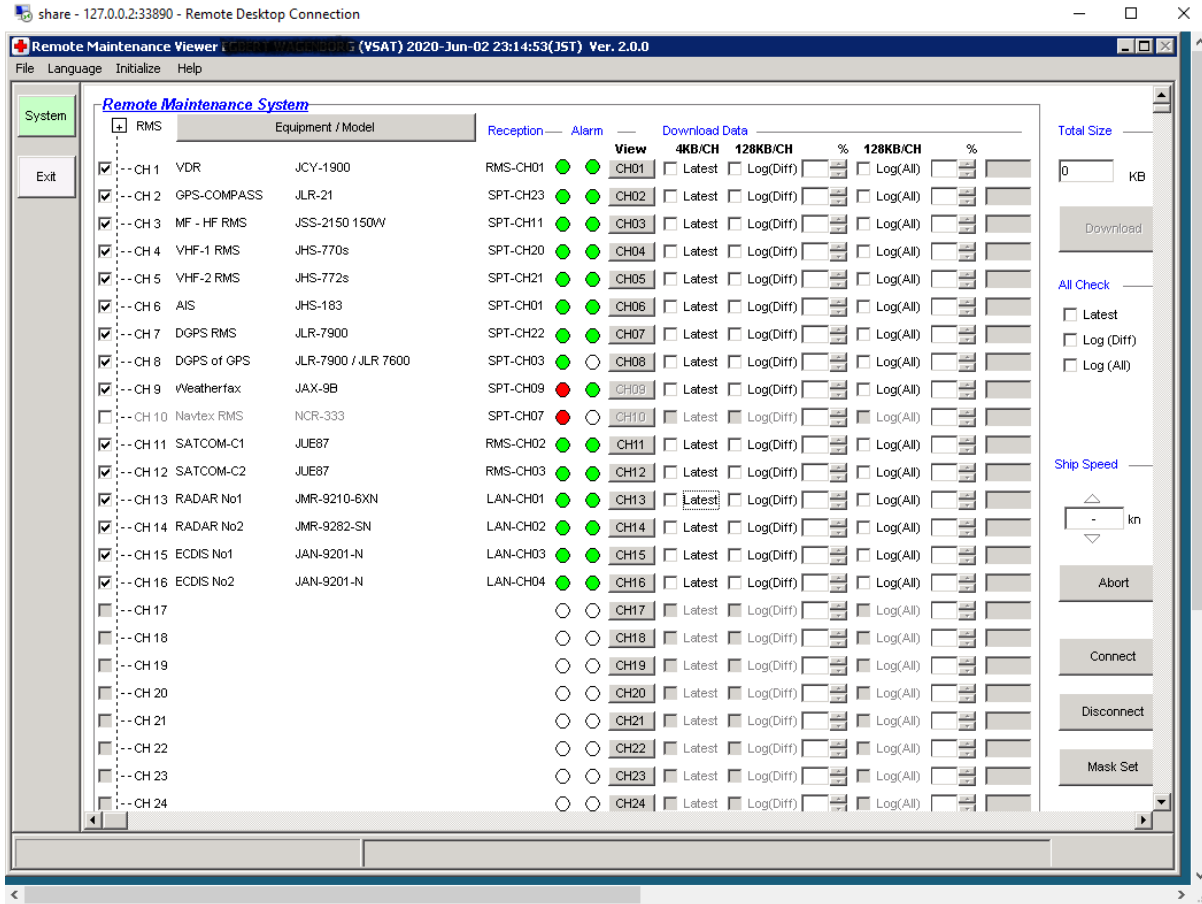 share - 127.0.0.2:33890 - Remote Desktop Connection
Remote Maintenance Viewer (VSAT) 2020-Jun-02 23:14:53(JST) Ver. 2.0.0
File Language Initialize Help
System
Exit
Remote Maintenance System
+ RMS Equipment / Model Reception Alarm Download Data
View 4KB/CH 128KB/CH % 128KB/CH %
CH 1 VDR JCY-1900 RMS-CH01 CH01 Latest Log(Diff) Log(All)
CH 2 GPS-COMPASS JLR-21 SPT-CH23 CH02 Latest Log(Diff) Log(All)
CH 3 MF - HF RMS JSS-2150 150W SPT-CH11 CH03 Latest Log(Diff) Log(All)
CH 4 VHF-1 RMS JHS-770s SPT-CH20 CH04 Latest Log(Diff) Log(All)
CH 5 VHF-2 RMS JHS-772s SPT-CH21 CH05 Latest Log(Diff) Log(All)
CH 6 AIS JHS-183 SPT-CH01 CH06 Latest Log(Diff) Log(All)
CH 7 DGPS RMS JLR-7900 SPT-CH22 CH07 Latest Log(Diff) Log(All)
CH 8 DGPS of GPS JLR-7900 / JLR 7600 SPT-CH03 CH08 Latest Log(Diff) Log(All)
CH 9 Weatherfax JAX-9B SPT-CH09 CH09 Latest Log(Diff) Log(All)
CH 10 Navtex RMS NCR-333 SPT-CH07 CH10 Latest Log(Diff) Log(All)
CH 11 SATCOM-C1 JUE87 RMS-CH02 CH11 Latest Log(Diff) Log(All)
CH 12 SATCOM-C2 JUE87 RMS-CH03 CH12 Latest Log(Diff) Log(All)
CH 13 RADAR No1 JMR-9210-6XN LAN-CH01 CH13 Latest Log(Diff) Log(All)
CH 14 RADAR No2 JMR-9282-SN LAN-CH02 CH14 Latest Log(Diff) Log(All)
CH 15 ECDIS No1 JAN-9201-N LAN-CH03 CH15 Latest Log(Diff) Log(All)
CH 16 ECDIS No2 JAN-9201-N LAN-CH04 CH16 Latest Log(Diff) Log(All)
CH 17 CH17 Latest Log(Diff) Log(All)
CH 18 CH18 Latest Log(Diff) Log(All)
CH 19 CH19 Latest Log(Diff) Log(All)
CH 20 CH20 Latest Log(Diff) Log(All)
CH 21 CH21 Latest Log(Diff) Log(All)
CH 22 CH22 Latest Log(Diff) Log(All)
CH 23 CH23 Latest Log(Diff) Log(All)
CH 24 CH24 Latest Log(Diff) Log(All)
Total Size
0 KB
Download
All Check
Latest
Log (Diff)
Log (All)
Ship Speed
- kn
Abort
Connect
Disconnect
Mask Set